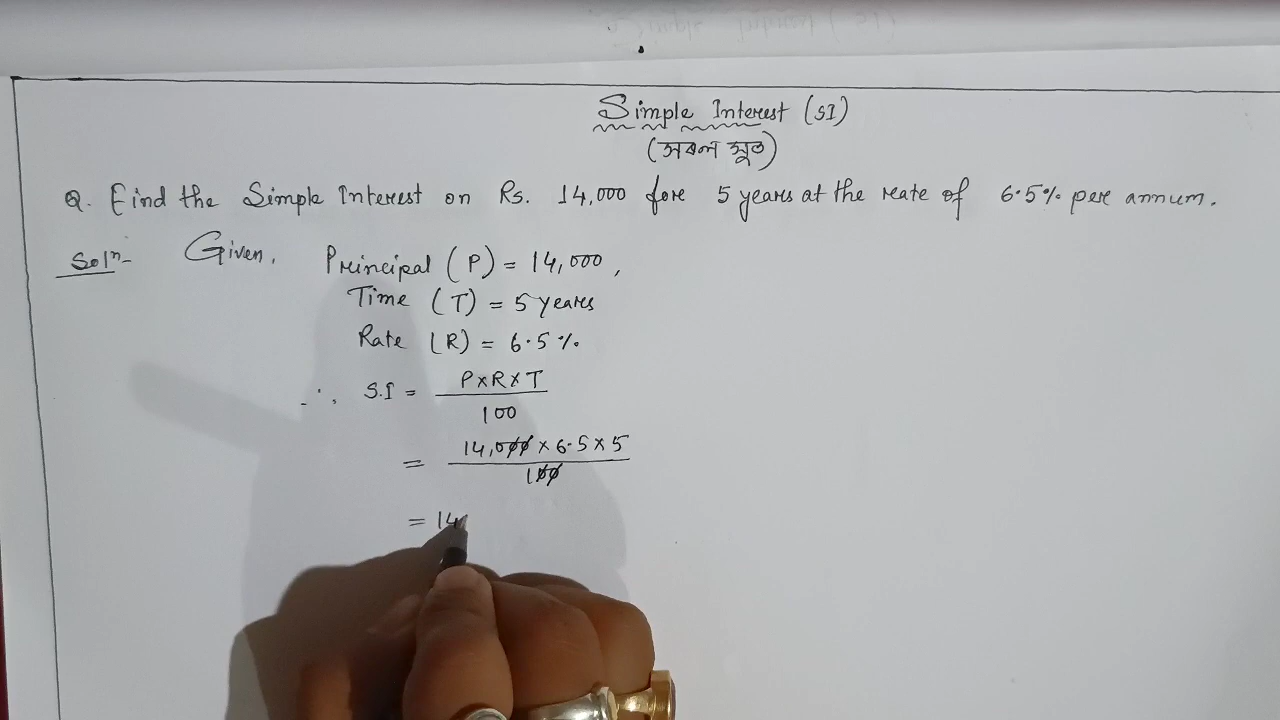 Simple Interest (SI)
(সৰল সুত)
Q. Find the Simple Interest on Rs. 14,000 fore 5 years at the reate of 6.5% pere annum.
Solⁿ- Given, Principal (P) = 14,000,
Time (T) = 5 years
Rate (R) = 6.5%
∴ S.I = P×R×T
100
= 14,000 × 6.5 × 5
100
= 14